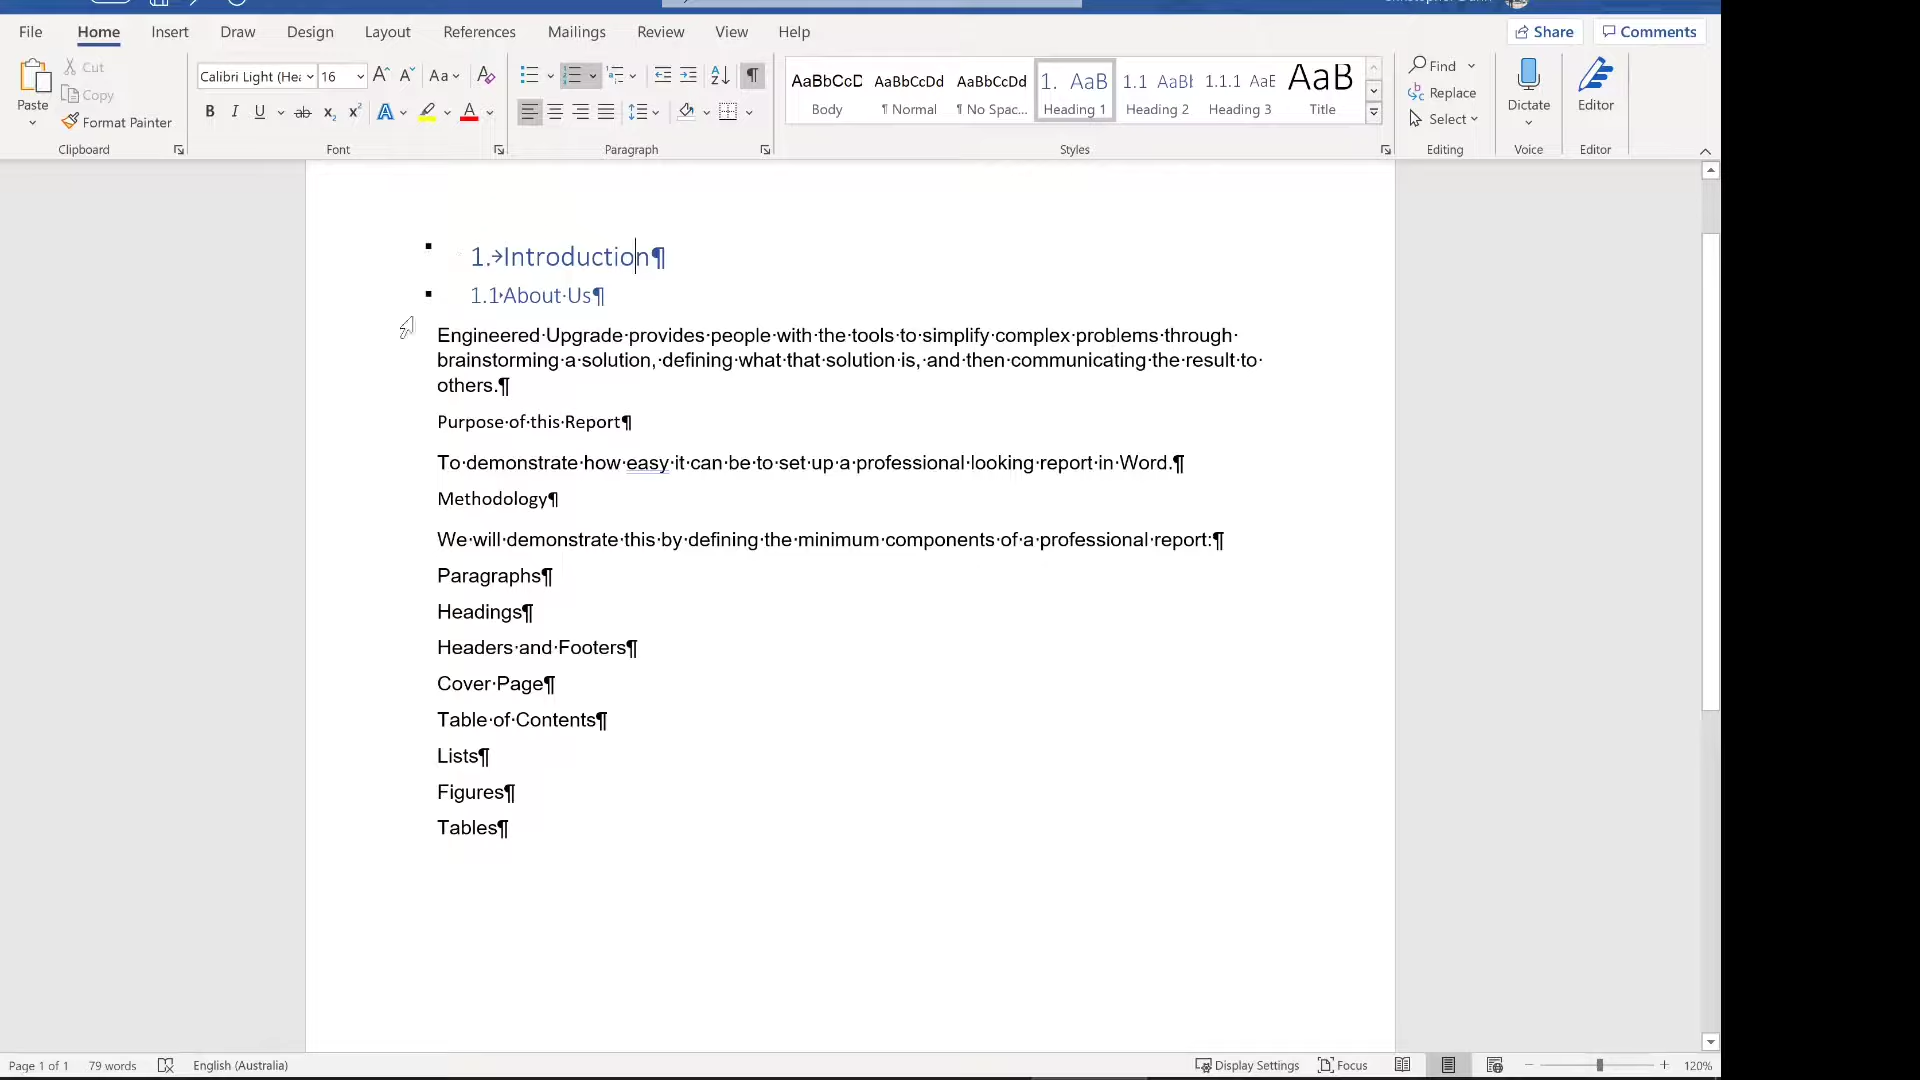 File Home Insert Draw Design Layout References Mailings Review View Help Share Comments
Paste Cut Copy Format Painter Clipboard
Calibri Light (Hea 16 Aa
B I U ab x₂ x² A A
Font
Paragraph
AaBbCcD AaBbCcDd AaBbCcDd 1. AaB 1.1 AaBb 1.1.1 AaE AaB
Body ¶ Normal ¶ No Spac... Heading 1 Heading 2 Heading 3 Title
Styles
Find
Replace
Select
Editing
Dictate
Voice
Editor
Editor
1.→Introduction¶
1.1→About·Us¶
Engineered·Upgrade·provides·people·with·the·tools·to·simplify·complex·problems·through·
brainstorming·a·solution,·defining·what·that·solution·is,·and·then·communicating·the·result·to·
others.¶
Purpose·of·this·Report¶
To·demonstrate·how·easy·it·can·be·to·set·up·a·professional·looking·report·in·Word.¶
Methodology¶
We·will·demonstrate·this·by·defining·the·minimum·components·of·a·professional·report:¶
Paragraphs¶
Headings¶
Headers·and·Footers¶
Cover·Page¶
Table·of·Contents¶
Lists¶
Figures¶
Tables¶
Page 1 of 1 79 words English (Australia) Display Settings Focus 120%